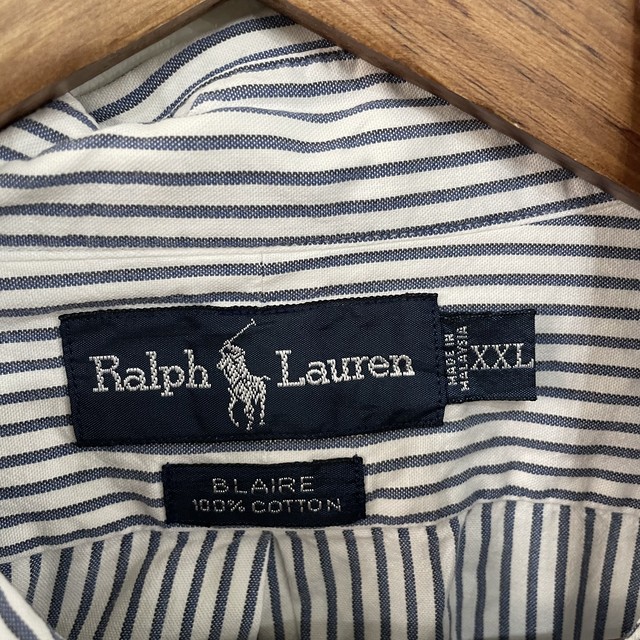 Ralph Lauren
MADE IN
MALAYSIA
XXL
BLAIRE
100% COTTON